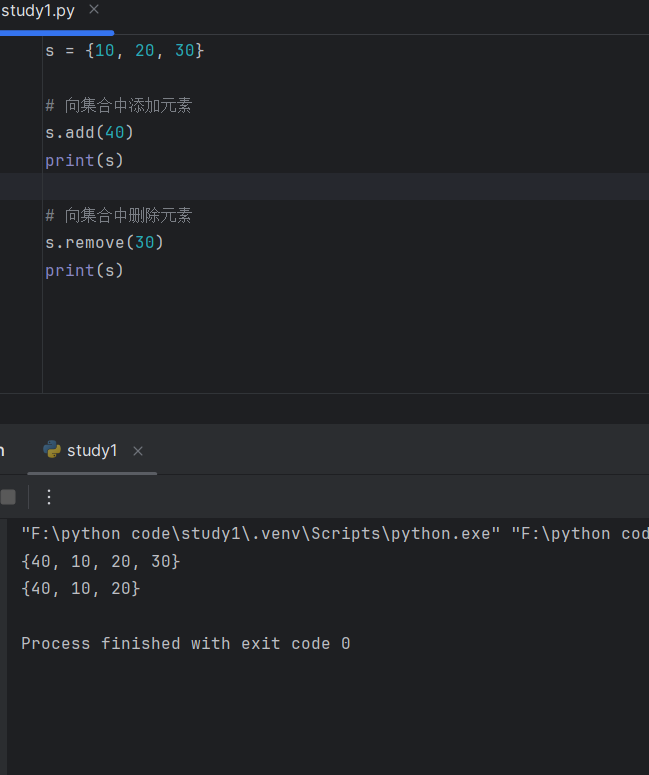 study1.py
s = {10, 20, 30}
# 向集合中添加元素
s.add(40)
print(s)
# 向集合中删除元素
s.remove(30)
print(s)
study1
"F:\python code\study1\.venv\Scripts\python.exe" "F:\python cod
{40, 10, 20, 30}
{40, 10, 20}
Process finished with exit code 0